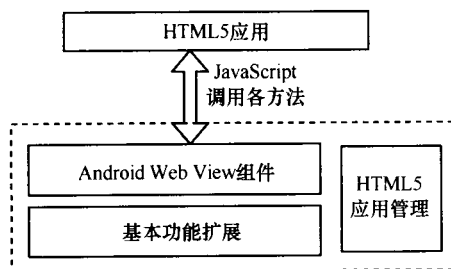 HTML5应用
JavaScript
调用各方法
Android Web View组件
HTML5
应用管理
基本功能扩展